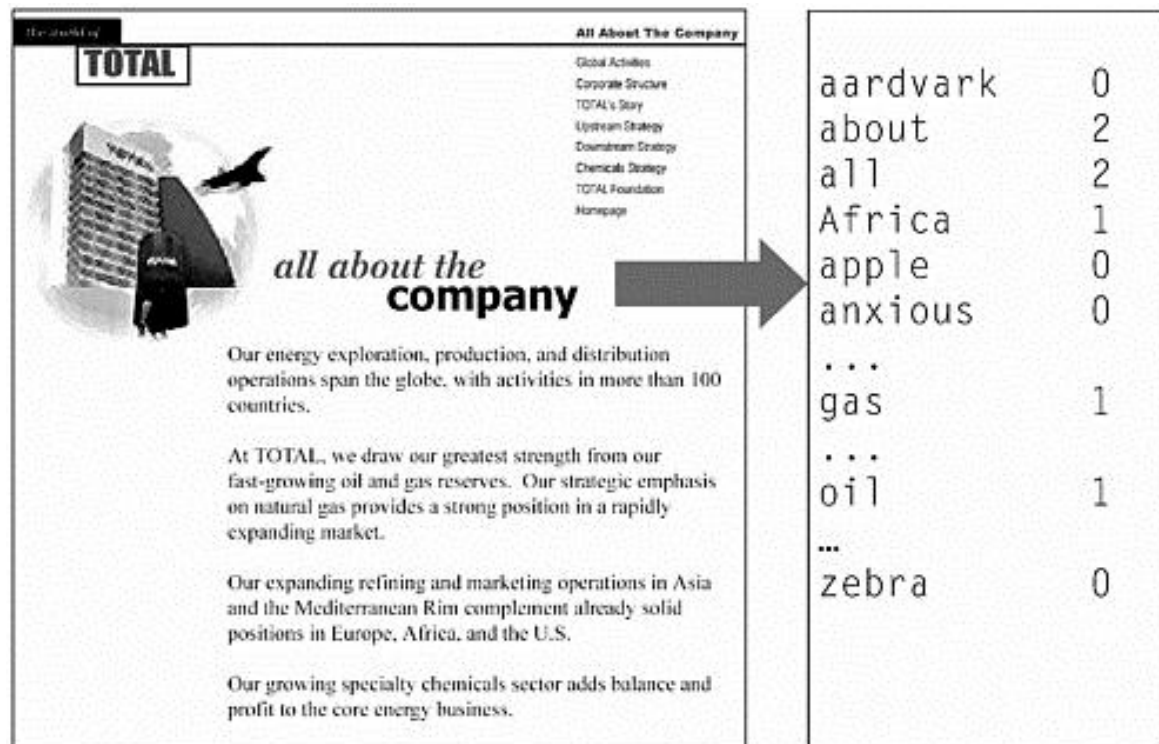 the world of
TOTAL
All About The Company
Global Activities
Corporate Structure
TOTAL's Story
Upstream Strategy
Downstream Strategy
Chemicals Strategy
TOTAL Foundation
Homepage
all about the
company
Our energy exploration, production, and distribution
operations span the globe, with activities in more than 100
countries.
At TOTAL, we draw our greatest strength from our
fast-growing oil and gas reserves. Our strategic emphasis
on natural gas provides a strong position in a rapidly
expanding market.
Our expanding refining and marketing operations in Asia
and the Mediterranean Rim complement already solid
positions in Europe, Africa, and the U.S.
Our growing specialty chemicals sector adds balance and
profit to the core energy business.
aardvark 0
about 2
all 2
Africa 1
apple 0
anxious 0
...
gas 1
...
oil 1
...
zebra 0